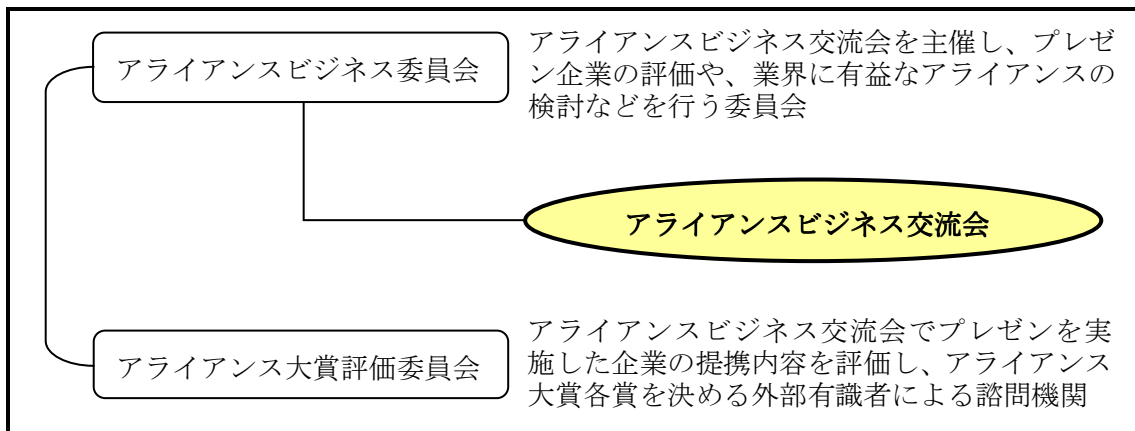 アライアンスビジネス委員会
アライアンスビジネス交流会を主催し、プレゼ
ン企業の評価や、業界に有益なアライアンスの
検討などを行う委員会
アライアンスビジネス交流会
アライアンス大賞評価委員会
アライアンスビジネス交流会でプレゼンを実
施した企業の提携内容を評価し、アライアンス
大賞各賞を決める外部有識者による諮問機関